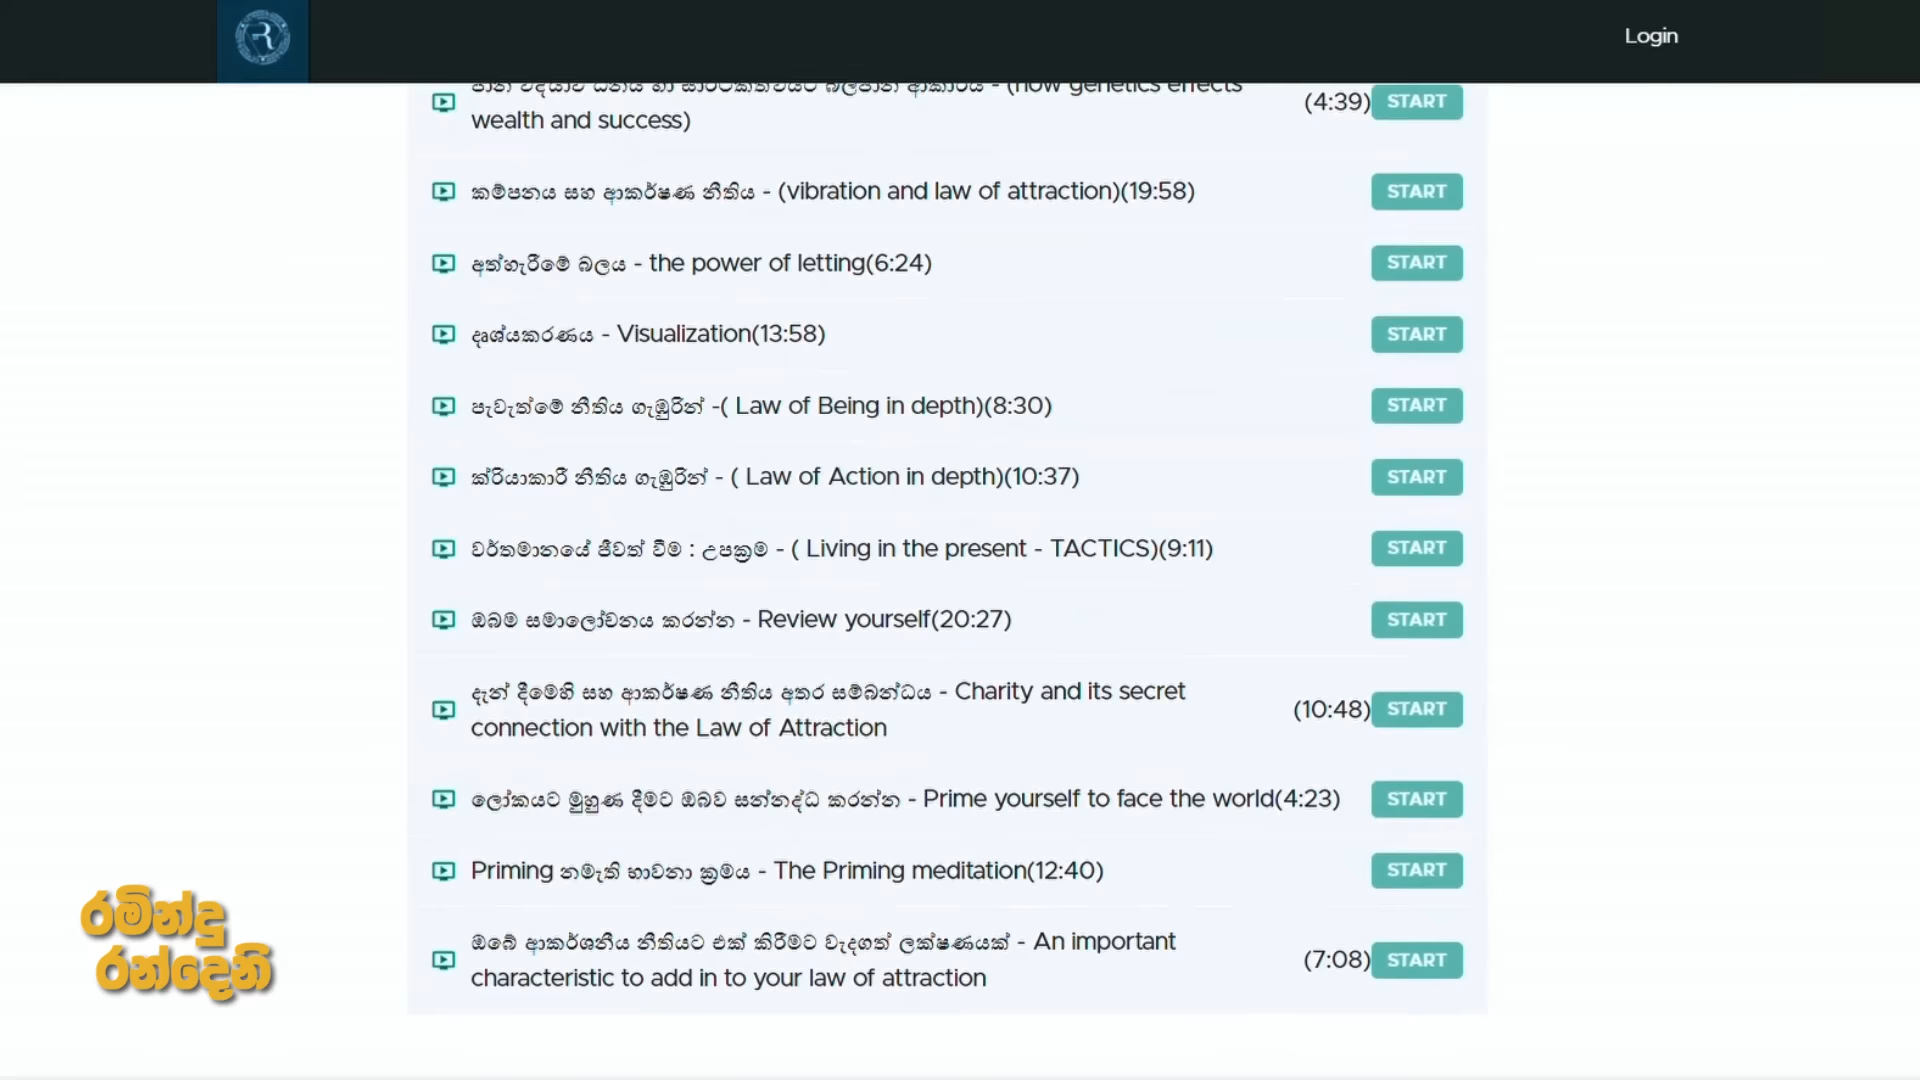 Login
(how genetics effects
wealth and success) (4:39) START
කම්පනය සහ ආකර්ෂණ නීතිය - (vibration and law of attraction)(19:58) START
අත්හැරීමේ බලය - the power of letting(6:24) START
දෘශ්යකරණය - Visualization(13:58) START
පැවැත්මේ නීතිය ගැඹුරින් -( Law of Being in depth)(8:30) START
ක්රියාකාරී නීතිය ගැඹුරින් - ( Law of Action in depth)(10:37) START
වර්තමානයේ ජීවත් වීම : උපක්‍රම - ( Living in the present - TACTICS)(9:11) START
ඔබම සමාලෝචනය කරන්න - Review yourself(20:27) START
දැන් දීමෙහි සහ ආකර්ෂණ නීතිය අතර සම්බන්ධය - Charity and its secret
connection with the Law of Attraction (10:48) START
ලෝකයට මුහුණ දීමට ඔබව සන්නද්ධ කරන්න - Prime yourself to face the world(4:23) START
Priming නමැති භාවනා ක්‍රමය - The Priming meditation(12:40) START
ඔබේ ආකර්ශනීය නීතියට එක් කිරීමට වැදගත් ලක්ෂණයක් - An important
characteristic to add in to your law of attraction (7:08) START
රමින්දු
රන්දෙනි